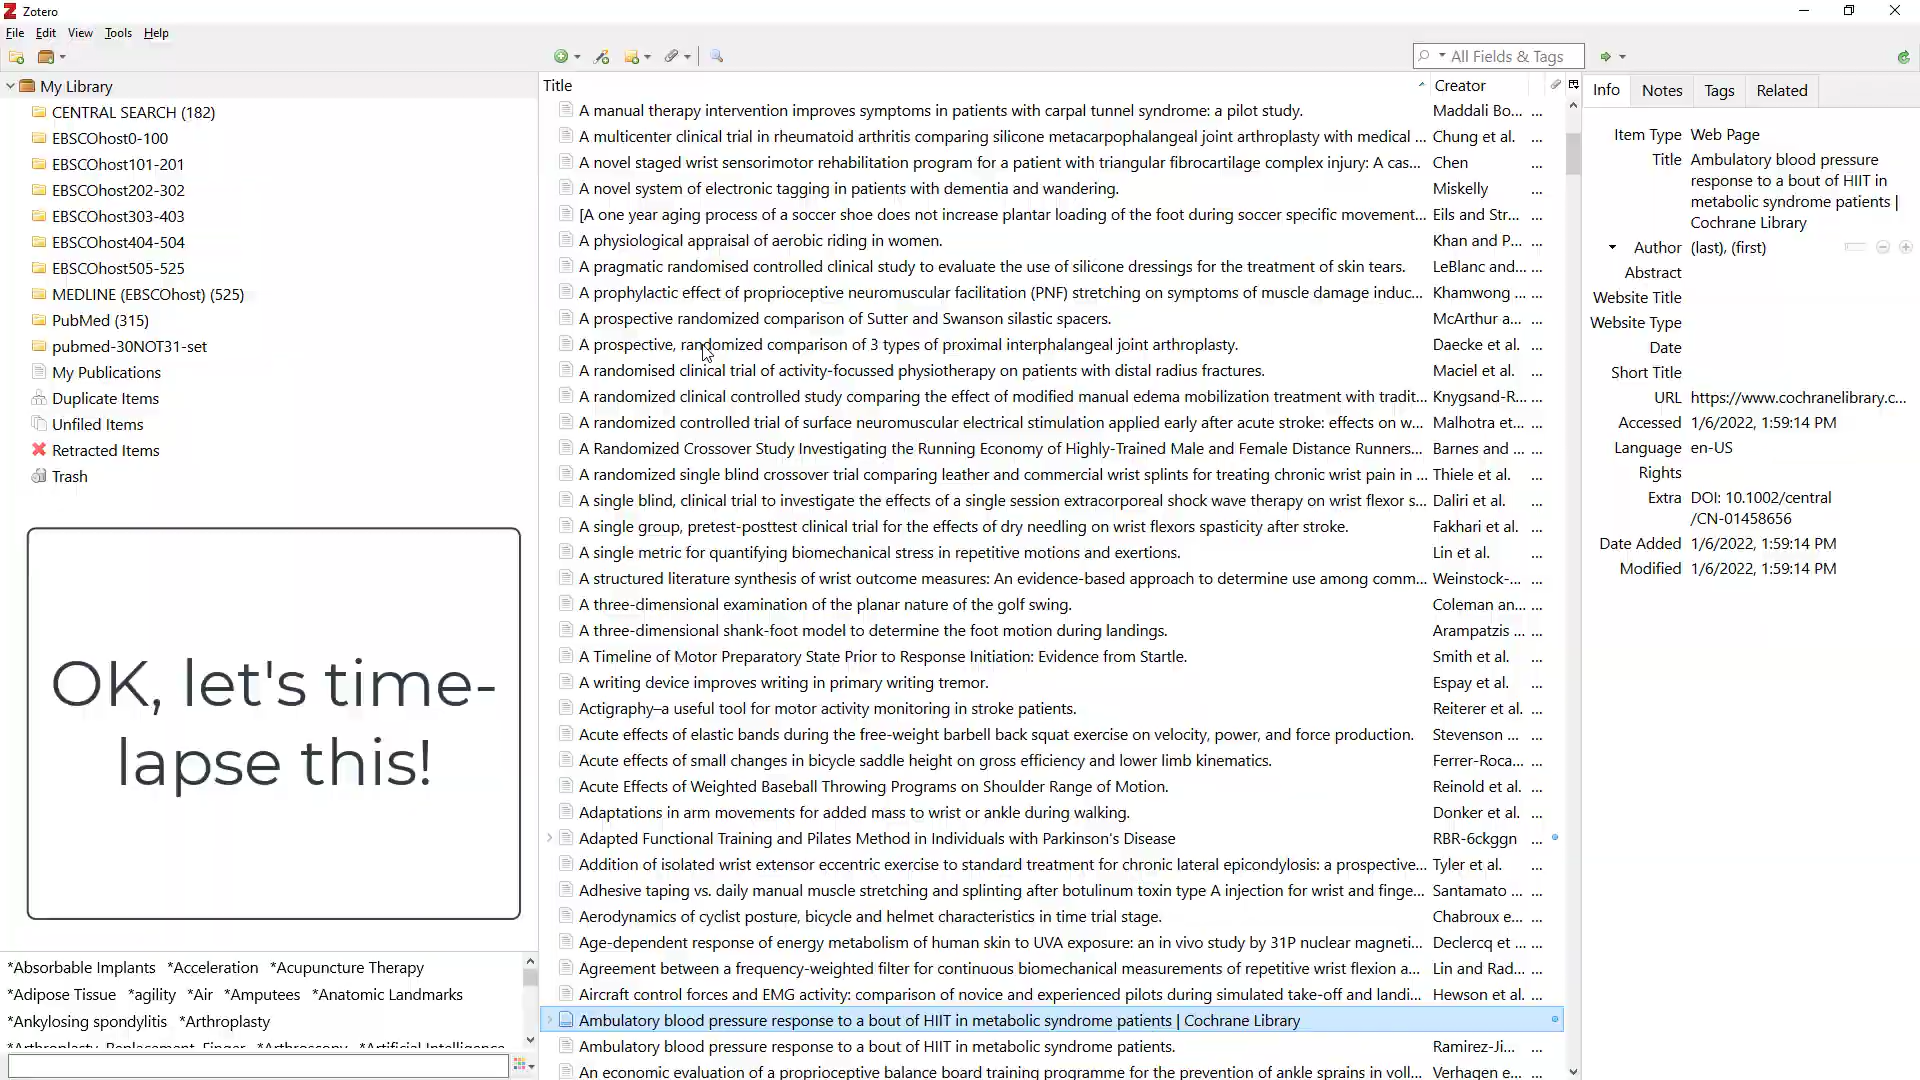 Zotero
File Edit View Tools Help
All Fields & Tags
My Library
CENTRAL SEARCH (182)
EBSCOhost0-100
EBSCOhost101-201
EBSCOhost202-302
EBSCOhost303-403
EBSCOhost404-504
EBSCOhost505-525
MEDLINE (EBSCOhost) (525)
PubMed (315)
pubmed-30NOT31-set
My Publications
Duplicate Items
Unfiled Items
Retracted Items
Trash
OK, let's time-
lapse this!
*Absorbable Implants *Acceleration *Acupuncture Therapy
*Adipose Tissue *agility *Air *Amputees *Anatomic Landmarks
*Ankylosing spondylitis *Arthroplasty
*Arthroplasty, Replacement, Finger *Arthroscopy *Artificial Intelligence
Title Creator
A manual therapy intervention improves symptoms in patients with carpal tunnel syndrome: a pilot study. Maddali Bo... ...
A multicenter clinical trial in rheumatoid arthritis comparing silicone metacarpophalangeal joint arthroplasty with medical ... Chung et al. ...
A novel staged wrist sensorimotor rehabilitation program for a patient with triangular fibrocartilage complex injury: A cas... Chen ...
A novel system of electronic tagging in patients with dementia and wandering. Miskelly ...
[A one year aging process of a soccer shoe does not increase plantar loading of the foot during soccer specific movement... Eils and Str... ...
A physiological appraisal of aerobic riding in women. Khan and P... ...
A pragmatic randomised controlled clinical study to evaluate the use of silicone dressings for the treatment of skin tears. LeBlanc and... ...
A prophylactic effect of proprioceptive neuromuscular facilitation (PNF) stretching on symptoms of muscle damage induc... Khamwong ... ...
A prospective randomized comparison of Sutter and Swanson silastic spacers. McArthur a... ...
A prospective, randomized comparison of 3 types of proximal interphalangeal joint arthroplasty. Daecke et al. ...
A randomised clinical trial of activity-focussed physiotherapy on patients with distal radius fractures. Maciel et al. ...
A randomized clinical controlled study comparing the effect of modified manual edema mobilization treatment with tradit... Knygsand-R... ...
A randomized controlled trial of surface neuromuscular electrical stimulation applied early after acute stroke: effects on w... Malhotra et... ...
A Randomized Crossover Study Investigating the Running Economy of Highly-Trained Male and Female Distance Runners... Barnes and ... ...
A randomized single blind crossover trial comparing leather and commercial wrist splints for treating chronic wrist pain in ... Thiele et al. ...
A single blind, clinical trial to investigate the effects of a single session extracorporeal shock wave therapy on wrist flexor s... Daliri et al. ...
A single group, pretest-posttest clinical trial for the effects of dry needling on wrist flexors spasticity after stroke. Fakhari et al. ...
A single metric for quantifying biomechanical stress in repetitive motions and exertions. Lin et al. ...
A structured literature synthesis of wrist outcome measures: An evidence-based approach to determine use among comm... Weinstock-... ...
A three-dimensional examination of the planar nature of the golf swing. Coleman an... ...
A three-dimensional shank-foot model to determine the foot motion during landings. Arampatzis ... ...
A Timeline of Motor Preparatory State Prior to Response Initiation: Evidence from Startle. Smith et al. ...
A writing device improves writing in primary writing tremor. Espay et al. ...
Actigraphy–a useful tool for motor activity monitoring in stroke patients. Reiterer et al. ...
Acute effects of elastic bands during the free-weight barbell back squat exercise on velocity, power, and force production. Stevenson ... ...
Acute effects of small changes in bicycle saddle height on gross efficiency and lower limb kinematics. Ferrer-Roca... ...
Acute Effects of Weighted Baseball Throwing Programs on Shoulder Range of Motion. Reinold et al. ...
Adaptations in arm movements for added mass to wrist or ankle during walking. Donker et al. ...
Adapted Functional Training and Pilates Method in Individuals with Parkinson's Disease RBR-6ckggn ...
Addition of isolated wrist extensor eccentric exercise to standard treatment for chronic lateral epicondylosis: a prospective... Tyler et al. ...
Adhesive taping vs. daily manual muscle stretching and splinting after botulinum toxin type A injection for wrist and finge... Santamato ... ...
Aerodynamics of cyclist posture, bicycle and helmet characteristics in time trial stage. Chabroux e... ...
Age-dependent response of energy metabolism of human skin to UVA exposure: an in vivo study by 31P nuclear magneti... Declercq et ... ...
Agreement between a frequency-weighted filter for continuous biomechanical measurements of repetitive wrist flexion a... Lin and Rad... ...
Aircraft control forces and EMG activity: comparison of novice and experienced pilots during simulated take-off and landi... Hewson et al. ...
Ambulatory blood pressure response to a bout of HIIT in metabolic syndrome patients | Cochrane Library
Ambulatory blood pressure response to a bout of HIIT in metabolic syndrome patients. Ramirez-Ji... ...
An economic evaluation of a proprioceptive balance board training programme for the prevention of ankle sprains in voll... Verhagen e... ...
Info Notes Tags Related
Item Type Web Page
Title Ambulatory blood pressure
response to a bout of HIIT in
metabolic syndrome patients |
Cochrane Library
Author (last), (first)
Abstract
Website Title
Website Type
Date
Short Title
URL https://www.cochranelibrary.c...
Accessed 1/6/2022, 1:59:14 PM
Language en-US
Rights
Extra DOI: 10.1002/central
/CN-01458656
Date Added 1/6/2022, 1:59:14 PM
Modified 1/6/2022, 1:59:14 PM